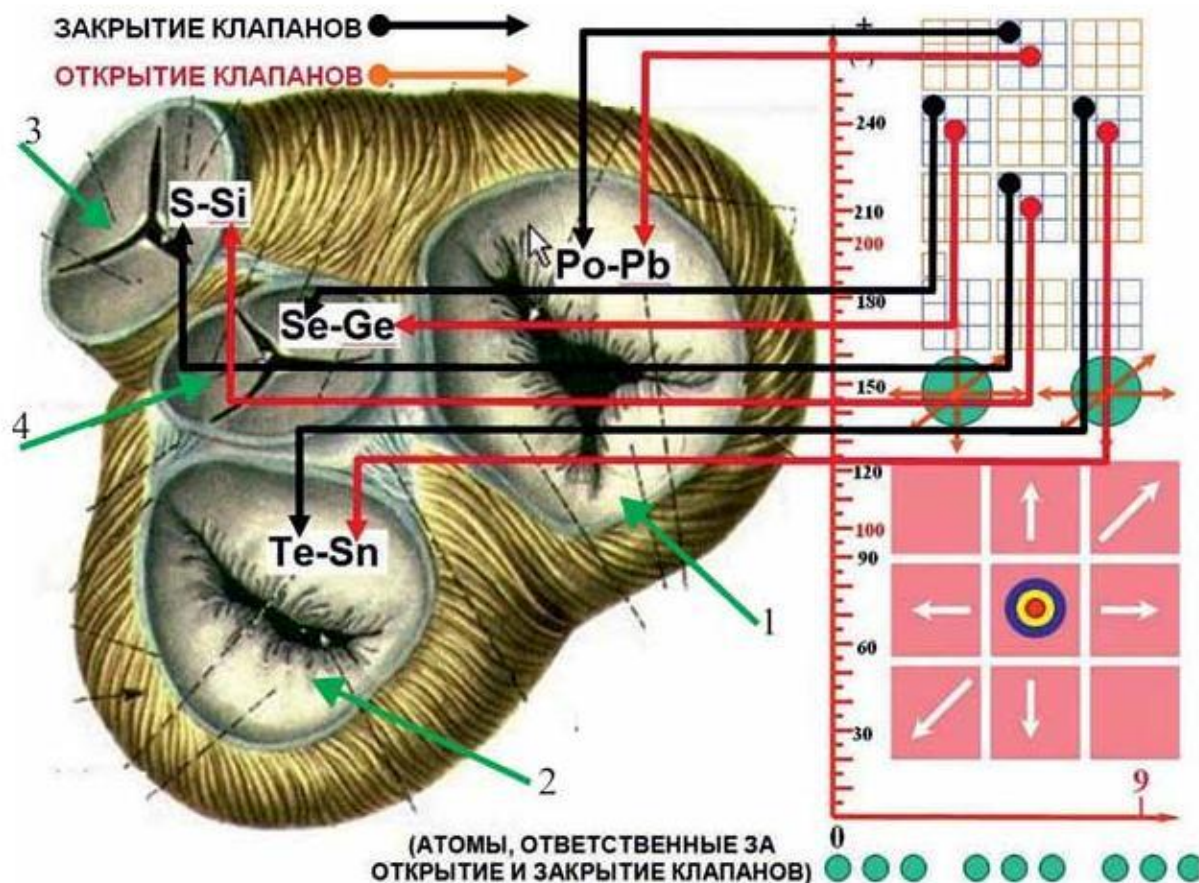 ЗАКРЫТИЕ КЛАПАНОВ
ОТКРЫТИЕ КЛАПАНОВ
3
S-Si
Po-Pb
Se-Ge
4
Te-Sn
1
2
+
(-)
240
210
200
180
150
120
100
90
60
30
9
0
(АТОМЫ, ОТВЕТСТВЕННЫЕ ЗА
ОТКРЫТИЕ И ЗАКРЫТИЕ КЛАПАНОВ)